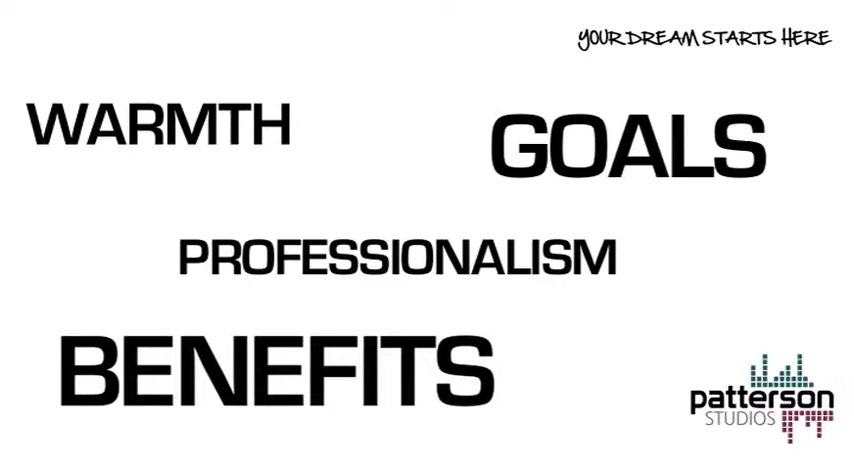 YOUR DREAM STARTS HERE
WARMTH
GOALS
PROFESSIONALISM
BENEFITS
patterson
STUDIOS